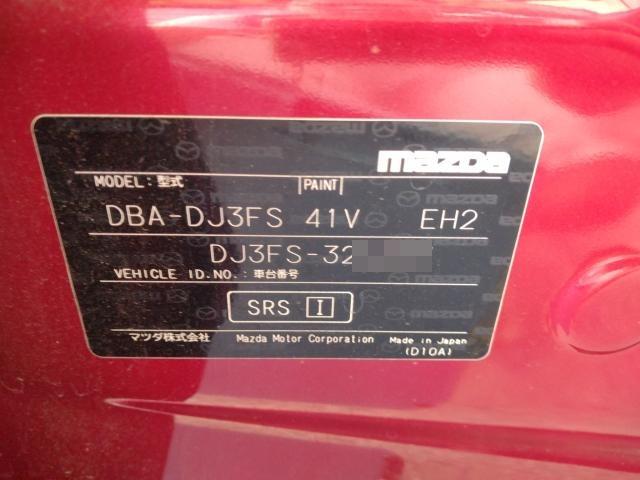 mazda
MODEL: 型式 PAINT
DBA-DJ3FS 41V EH2
DJ3FS-32
VEHICLE ID.NO.: 車台番号
SRS I
マツダ株式会社 Mazda Motor Corporation Made in Japan
(D10A)